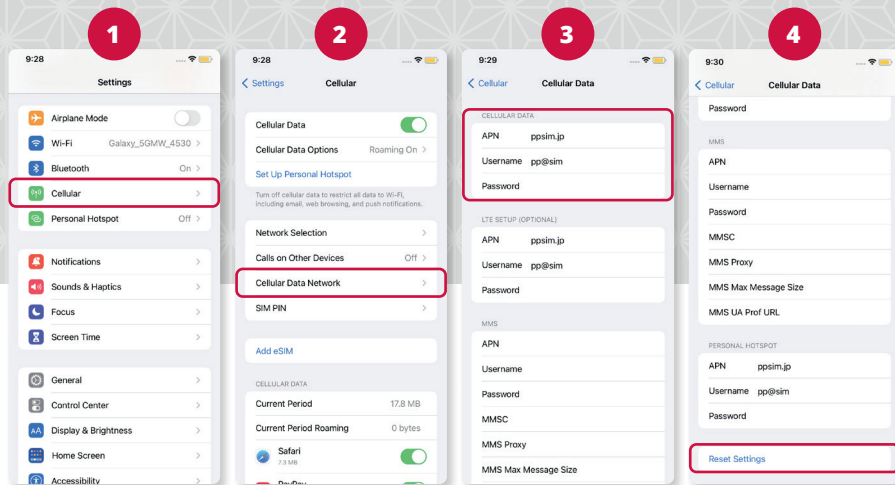 1
9:28
Settings
Airplane Mode
Wi-Fi Galaxy_5GMW_4530
Bluetooth On
Cellular
Personal Hotspot Off
Notifications
Sounds & Haptics
Focus
Screen Time
General
Control Center
AA Display & Brightness
Home Screen
Accessibility
2
9:28
Settings Cellular
Cellular Data
Cellular Data Options Roaming On
Set Up Personal Hotspot
Turn off cellular data to restrict all data to Wi-Fi,
including email, web browsing, and push notifications.
Network Selection
Calls on Other Devices Off
Cellular Data Network
SIM PIN
Add eSIM
CELLULAR DATA
Current Period 17.8 MB
Current Period Roaming 0 bytes
Safari
7.3 MB
PayPay
3
9:29
Cellular Cellular Data
CELLULAR DATA
APN ppsim.jp
Username pp@sim
Password
LTE SETUP (OPTIONAL)
APN ppsim.jp
Username pp@sim
Password
MMS
APN
Username
Password
MMSC
MMS Proxy
MMS Max Message Size
4
9:30
Cellular Cellular Data
Password
MMS
APN
Username
Password
MMSC
MMS Proxy
MMS Max Message Size
MMS UA Prof URL
PERSONAL HOTSPOT
APN ppsim.jp
Username pp@sim
Password
Reset Settings